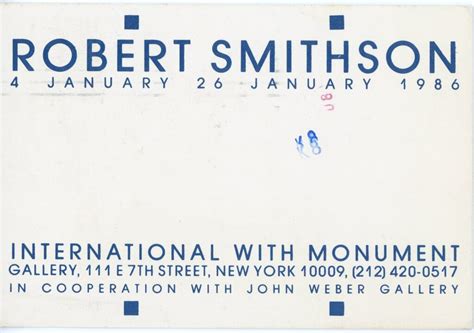 ROBERT SMITHSON
4 JANUARY 26 JANUARY 1986
INTERNATIONAL WITH MONUMENT
GALLERY, 111 E 7TH STREET, NEW YORK 10009, (212) 420-0517
IN COOPERATION WITH JOHN WEBER GALLERY